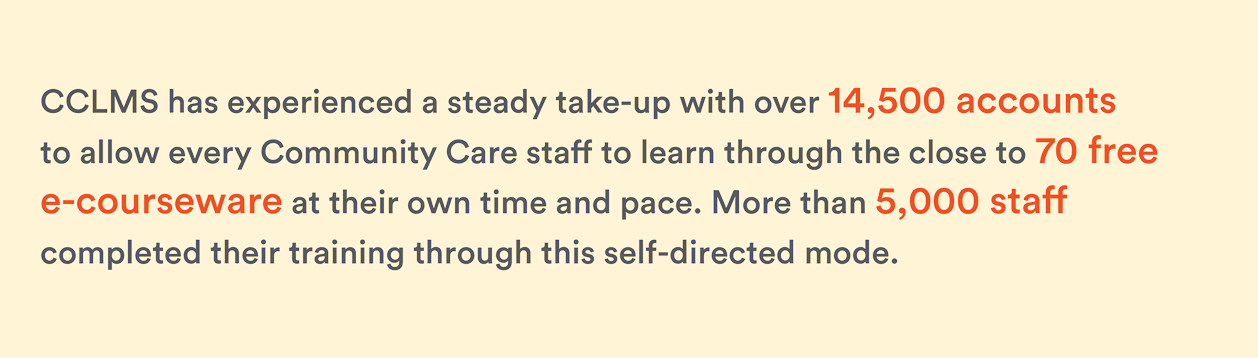 CCLMS has experienced a steady take-up with over 14,500 accounts
to allow every Community Care staff to learn through the close to 70 free
e-courseware at their own time and pace. More than 5,000 staff
completed their training through this self-directed mode.